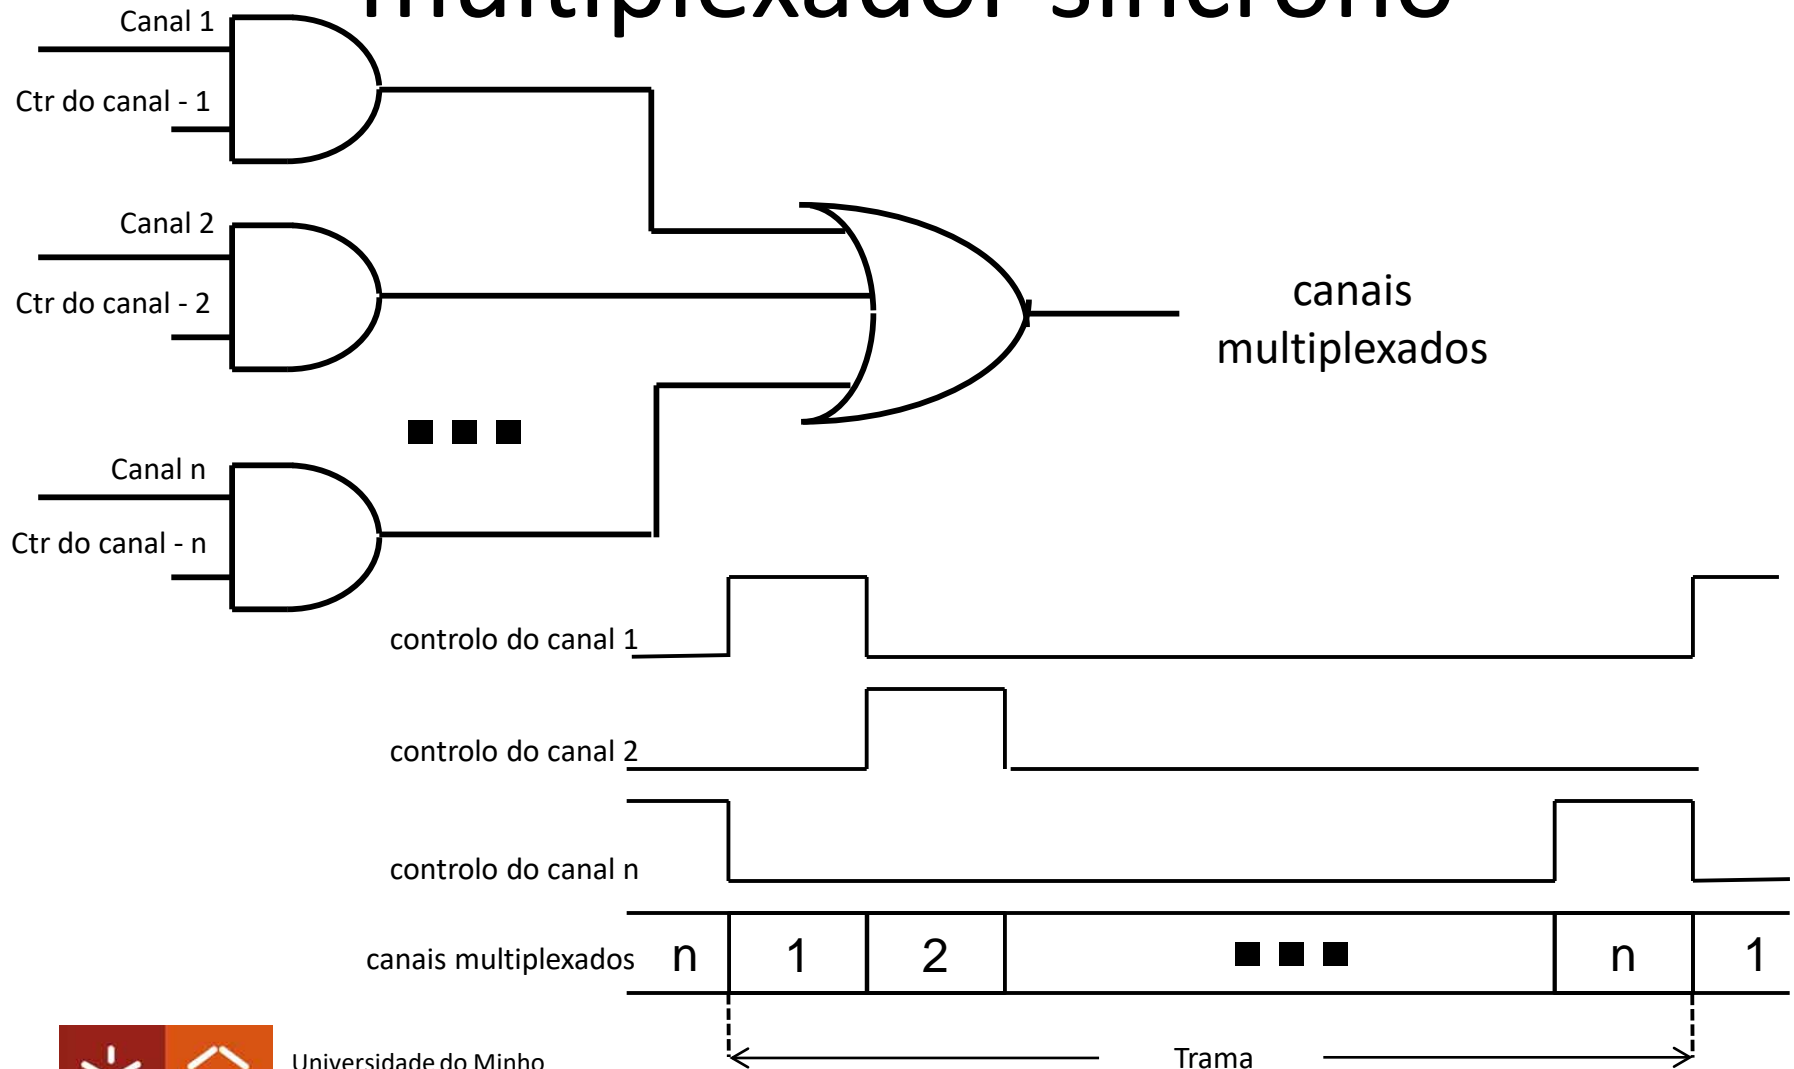 multiplexador síncrono
Canal 1
Ctr do canal - 1
Canal 2
Ctr do canal - 2
canais
multiplexados
Canal n
Ctr do canal - n
controlo do canal 1
controlo do canal 2
controlo do canal n
canais multiplexados n 1 2 n 1
Trama
Universidade do Minho